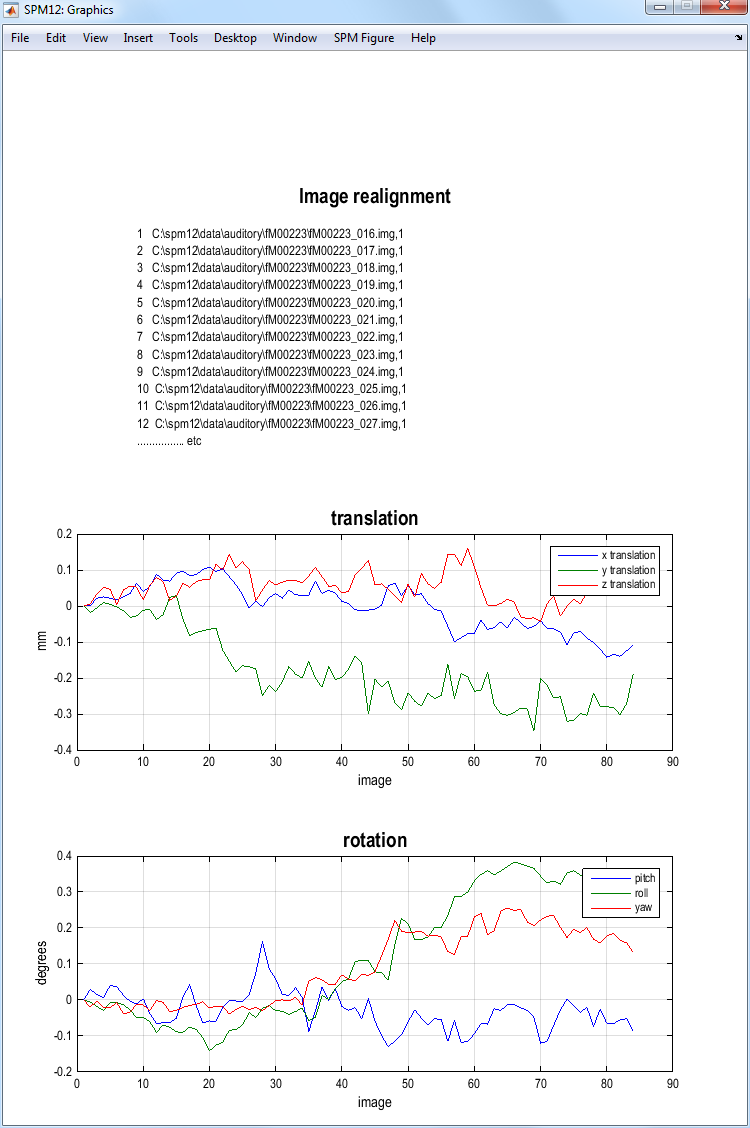 SPM12: Graphics
File Edit View Insert Tools Desktop Window SPM Figure Help
Image realignment
1 C:\spm12\data\auditory\fM00223\fM00223_016.img,1
2 C:\spm12\data\auditory\fM00223\fM00223_017.img,1
3 C:\spm12\data\auditory\fM00223\fM00223_018.img,1
4 C:\spm12\data\auditory\fM00223\fM00223_019.img,1
5 C:\spm12\data\auditory\fM00223\fM00223_020.img,1
6 C:\spm12\data\auditory\fM00223\fM00223_021.img,1
7 C:\spm12\data\auditory\fM00223\fM00223_022.img,1
8 C:\spm12\data\auditory\fM00223\fM00223_023.img,1
9 C:\spm12\data\auditory\fM00223\fM00223_024.img,1
10 C:\spm12\data\auditory\fM00223\fM00223_025.img,1
11 C:\spm12\data\auditory\fM00223\fM00223_026.img,1
12 C:\spm12\data\auditory\fM00223\fM00223_027.img,1
................ etc
translation
0.2
0.1
0
-0.1
-0.2
-0.3
-0.4
mm
x translation
y translation
z translation
0 10 20 30 40 50 60 70 80 90
image
rotation
0.4
0.3
0.2
0.1
0
-0.1
-0.2
degrees
pitch
roll
yaw
0 10 20 30 40 50 60 70 80 90
image